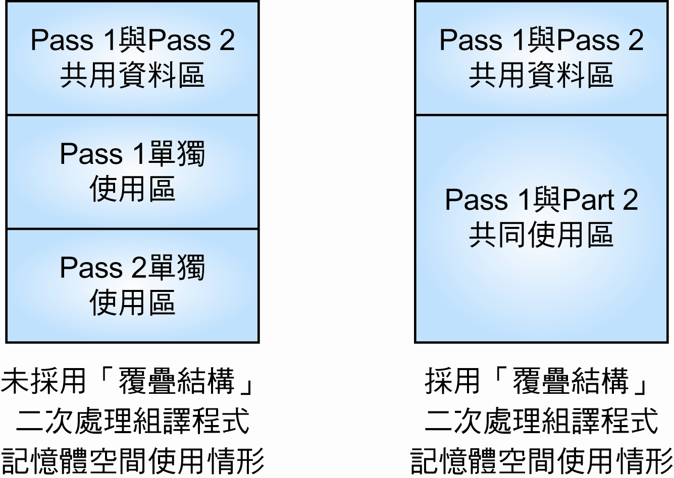 Pass 1與Pass 2
共用資料區
Pass 1單獨
使用區
Pass 2單獨
使用區
未採用「覆疊結構」
二次處理組譯程式
記憶體空間使用情形
Pass 1與Pass 2
共用資料區
Pass 1與Part 2
共同使用區
採用「覆疊結構」
二次處理組譯程式
記憶體空間使用情形